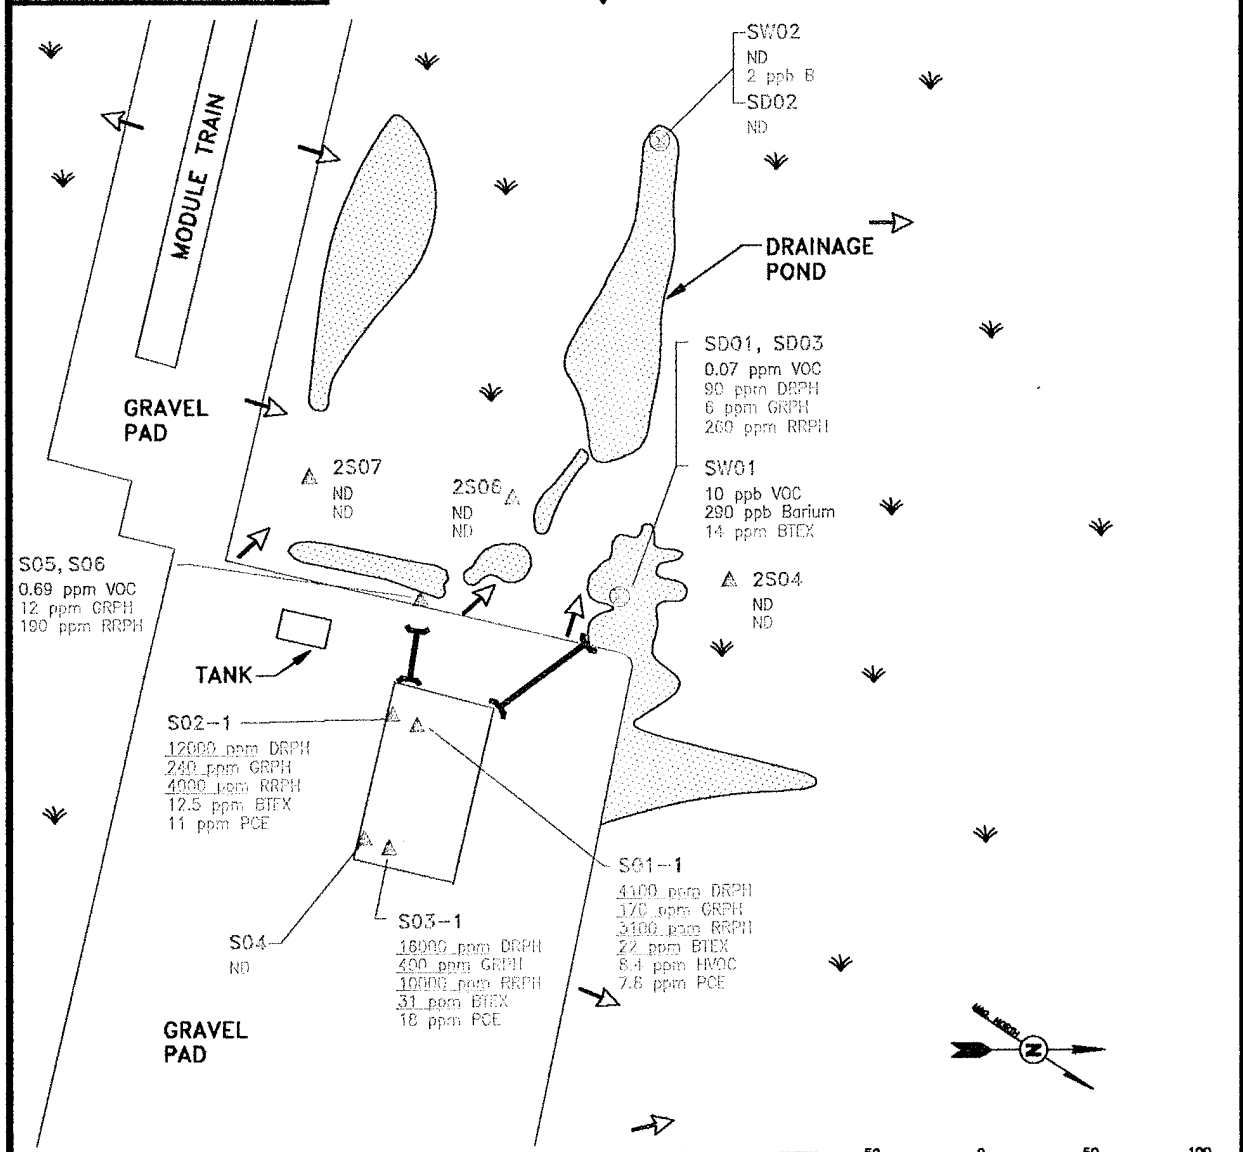 SW02
ND
2 ppb B
SD02
ND
MODULE TRAIN
DRAINAGE
POND
SD01, SD03
0.07 ppm VOC
90 ppm DRPH
6 ppm GRPH
260 ppm RRPH
GRAVEL
PAD
2S07
ND
ND
2S06
ND
ND
SW01
10 ppb VOC
290 ppb Barium
14 ppm BTEX
S05, S06
0.69 ppm VOC
12 ppm GRPH
190 ppm RRPH
2S04
ND
ND
TANK
S02-1
12000 ppm DRPH
240 ppm GRPH
4000 ppm RRPH
12.5 ppm BTEX
11 ppm PCE
S01-1
4100 ppm DRPH
170 ppm GRPH
3100 ppm RRPH
22 ppm BTEX
8.4 ppm HVOC
7.6 ppm PCE
S04
ND
S03-1
16000 ppm DRPH
400 ppm GRPH
10000 ppm RRPH
31 ppm BTEX
18 ppm PCE
GRAVEL
PAD
MAG. NORTH
N
50 0 50 100